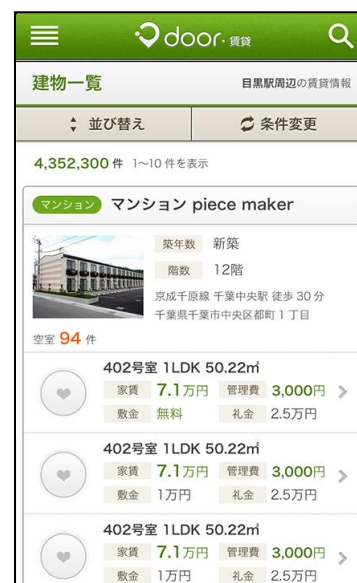 door・賃貸
建物一覧 目黒駅周辺の賃貸情報
並び替え 条件変更
4,352,300 件 1〜10 件を表示
マンション マンション piece maker
築年数 新築
階数 12階
京成千原線 千葉中央駅 徒歩 30 分
千葉県千葉市中央区都町 1 丁目
空室 94 件
402号室 1LDK 50.22㎡
家賃 7.1万円 管理費 3,000円
敷金 無料 礼金 2.5万円
402号室 1LDK 50.22㎡
家賃 7.1万円 管理費 3,000円
敷金 1万円 礼金 2.5万円
402号室 1LDK 50.22㎡
家賃 7.1万円 管理費 3,000円
敷金 1万円 礼金 2.5万円